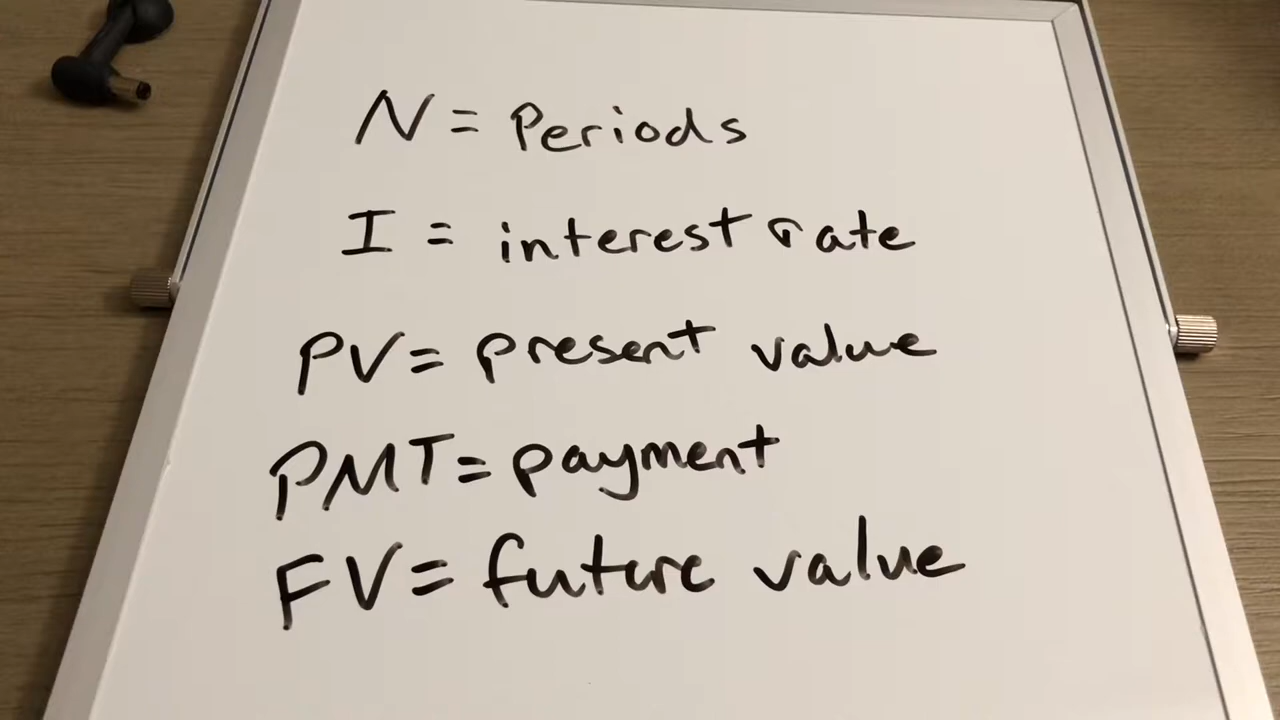 N = Periods
I = interest rate
PV = present value
PMT = payment
FV = future value